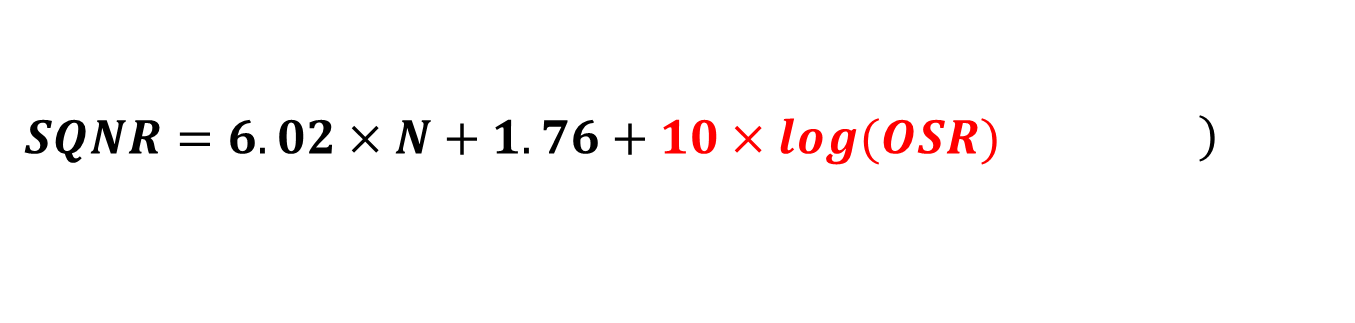 SQNR = 6.02 × N + 1.76 + 10 × log(OSR) )